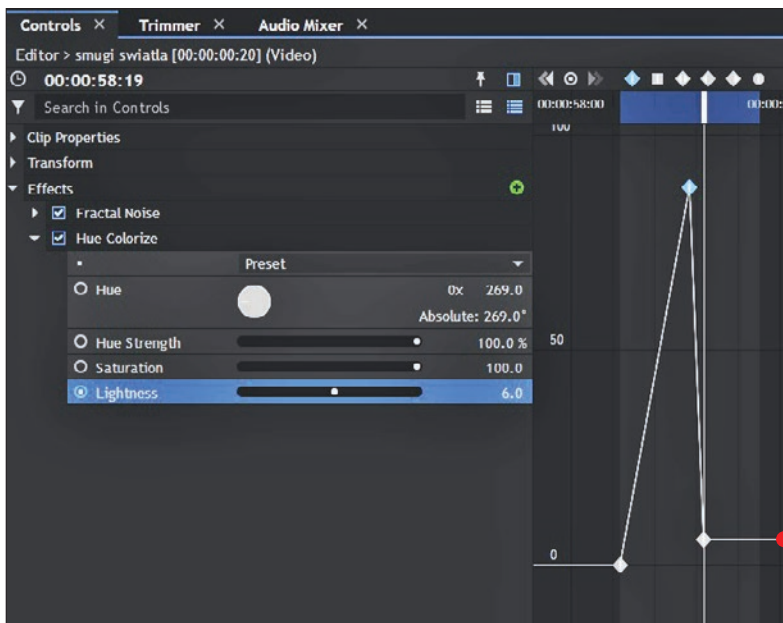 Controls × Trimmer × Audio Mixer ×
Editor > smugi swiatla [00:00:00:20] (Video)
00:00:58:19
Search in Controls
00:00:58:00 00:00:
Clip Properties
100
Transform
Effects
Fractal Noise
Hue Colorize
Preset
Hue 0x 269.0
Absolute: 269.0°
Hue Strength 100.0 %
50
Saturation 100.0
Lightness 6.0
0